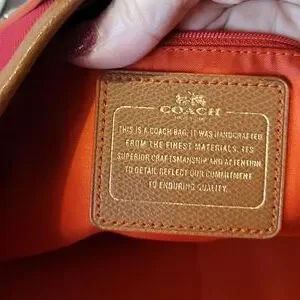 COACH
THIS IS A COACH BAG. IT WAS HANDCRAFTED
FROM THE FINEST MATERIALS. ITS
SUPERIOR CRAFTSMANSHIP AND ATTENTION
TO DETAIL REFLECT OUR COMMITMENT
TO ENDURING QUALITY.